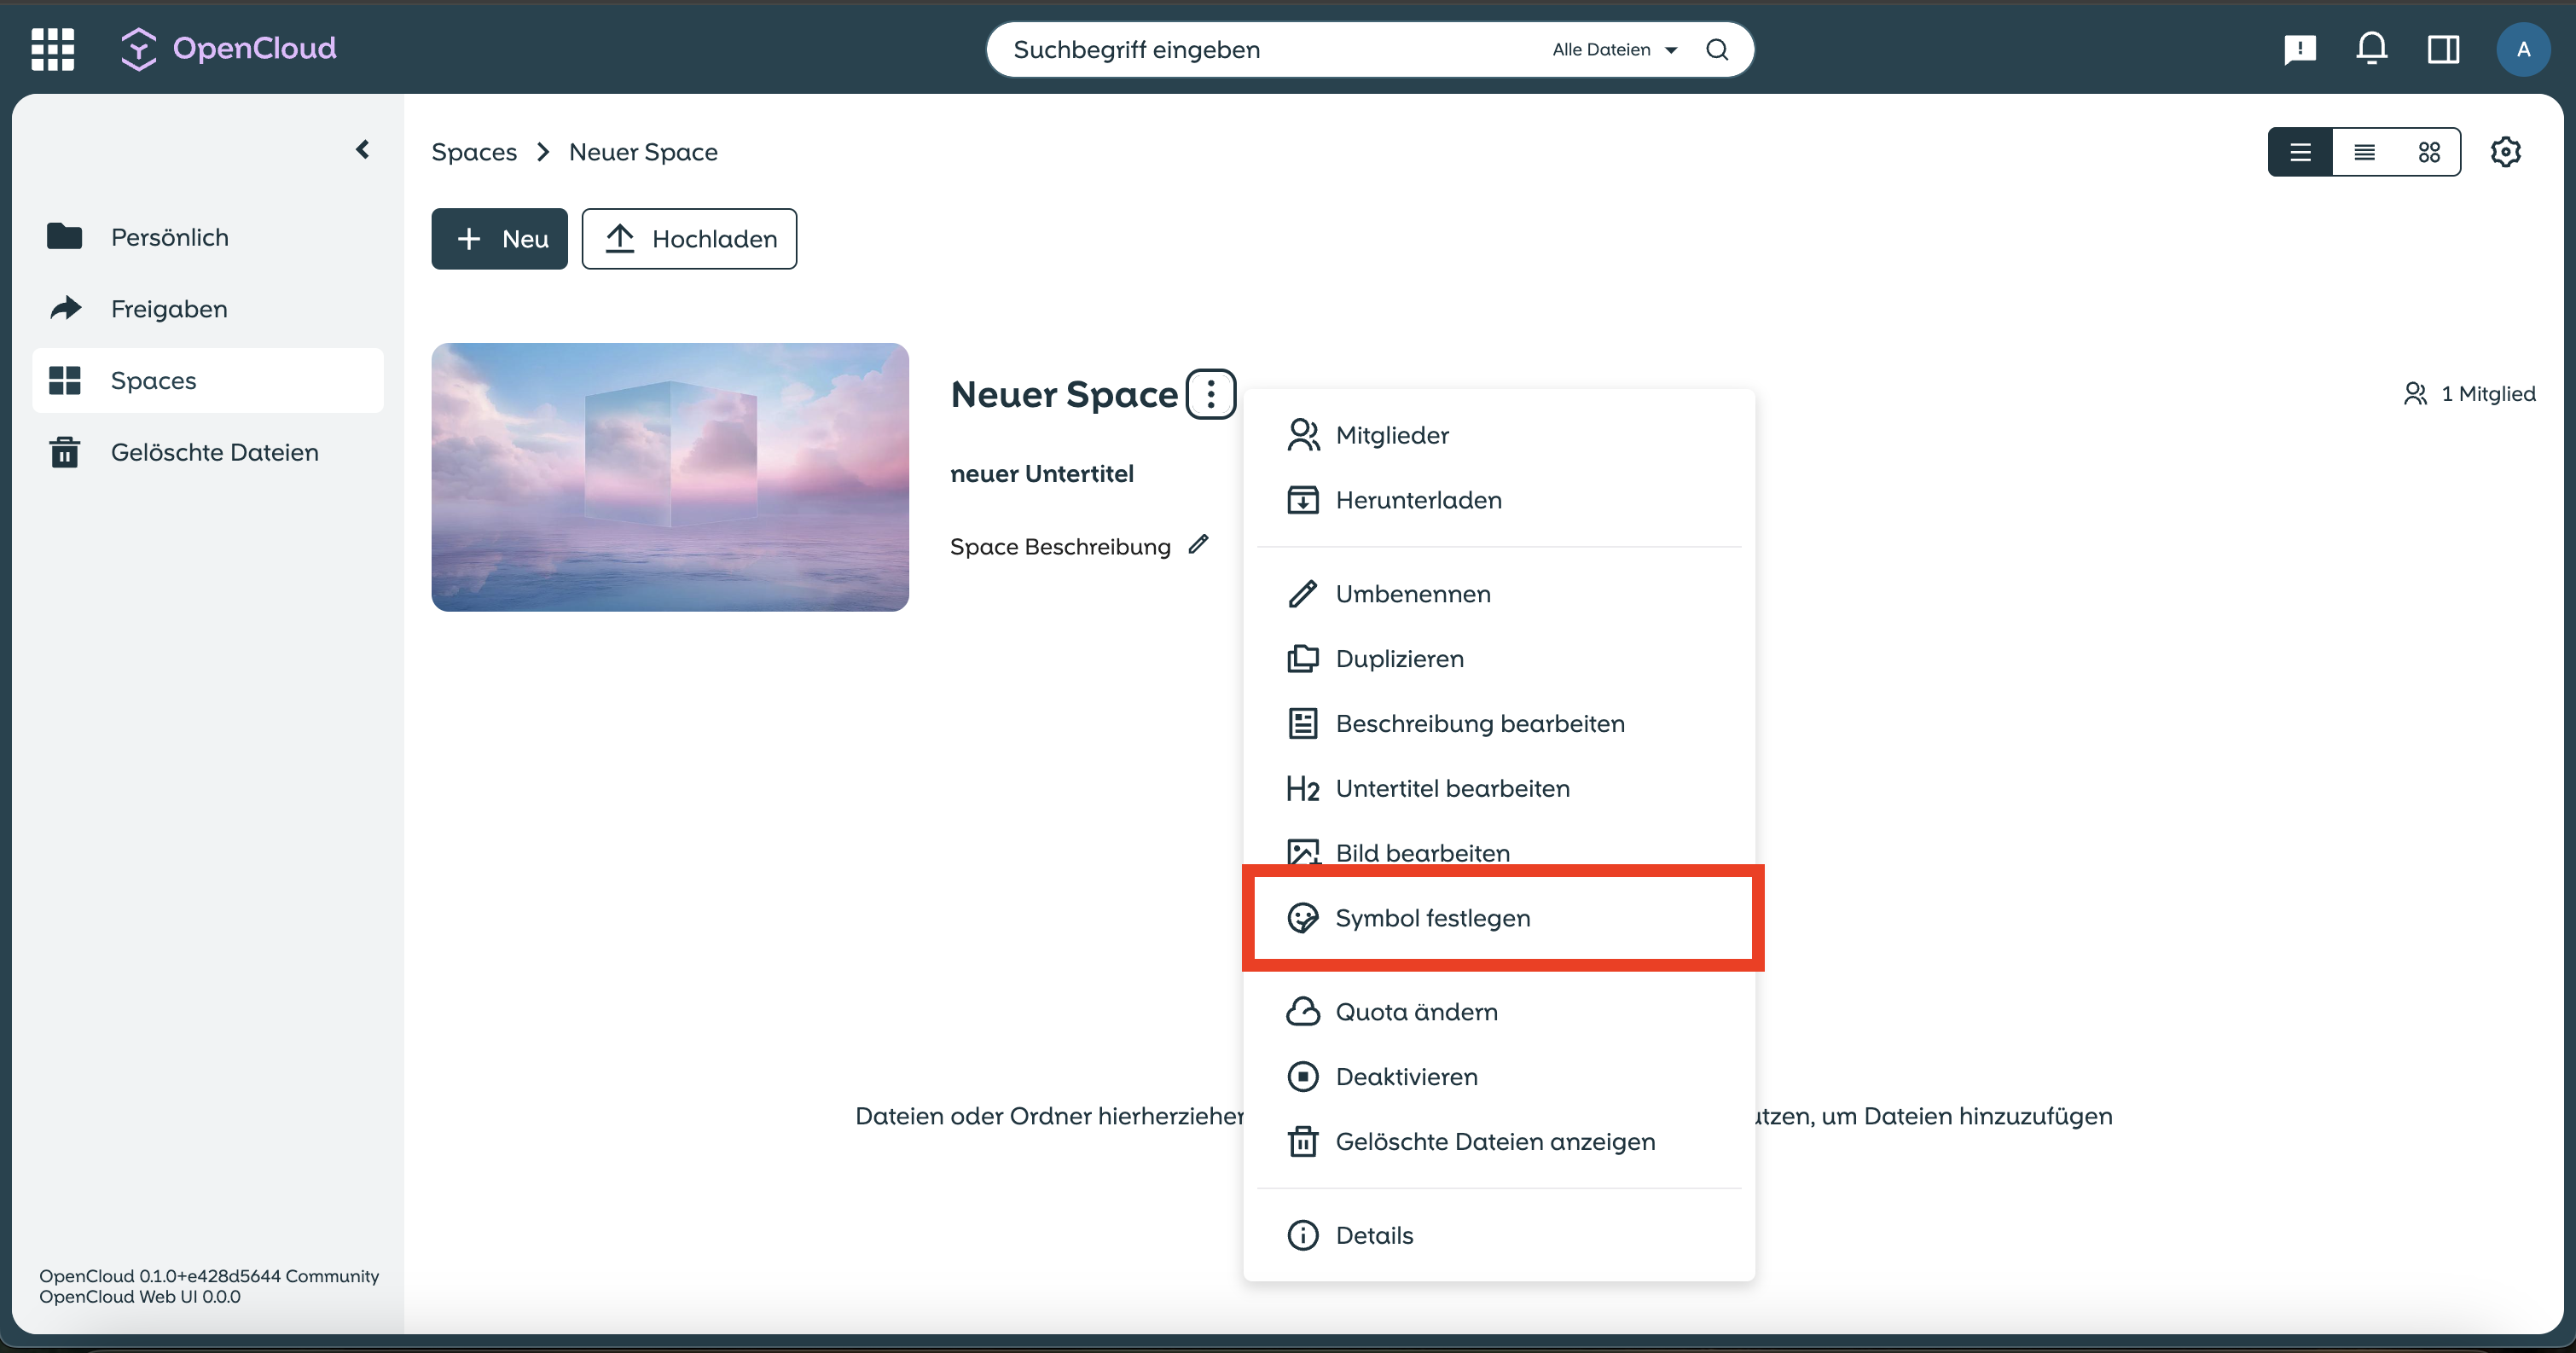 OpenCloud
Suchbegriff eingeben
Alle Dateien
A
Spaces
Neuer Space
Persönlich
Freigaben
Spaces
Gelöschte Dateien
Neu
Hochladen
Neuer Space
neuer Untertitel
Space Beschreibung
1 Mitglied
Mitglieder
Herunterladen
Umbenennen
Duplizieren
Beschreibung bearbeiten
H2 Untertitel bearbeiten
Bild bearbeiten
Symbol festlegen
Quota ändern
Deaktivieren
Gelöschte Dateien anzeigen
Details
Dateien oder Ordner um Dateien hinzuzufügen
OpenCloud 0.1.0+e428d5644 Community
OpenCloud Web UI 0.0.0